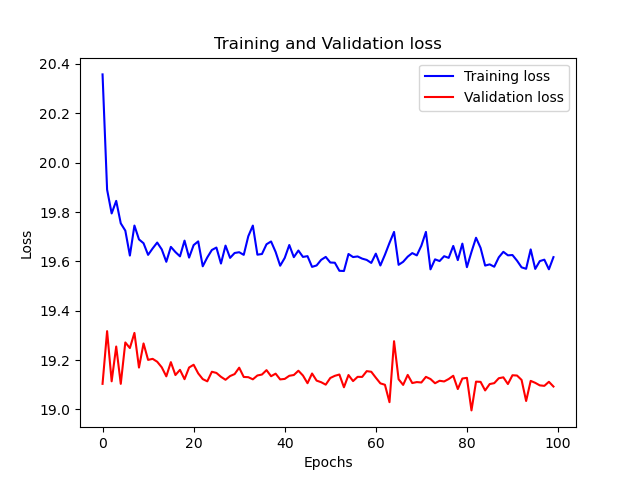 Training and Validation loss
Training loss
Validation loss
Loss
20.4
20.2
20.0
19.8
19.6
19.4
19.2
19.0
0 20 40 60 80 100
Epochs